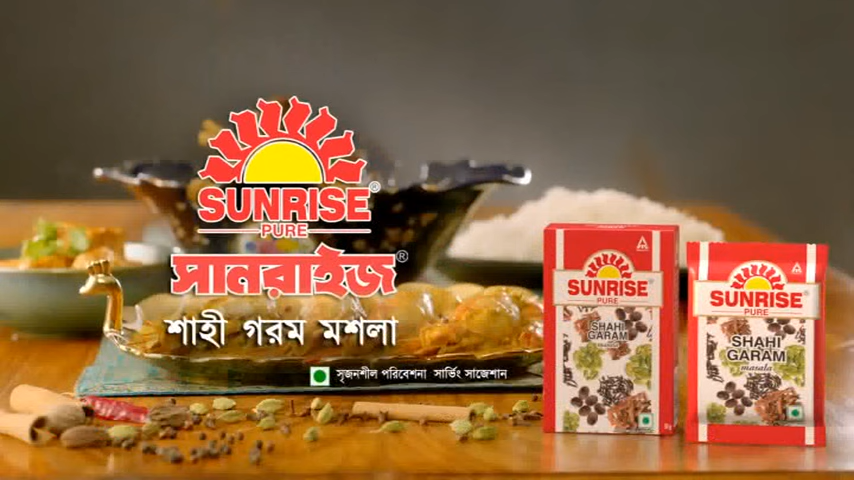 SUNRISE
PURE
সানরাইজ
শাহী গরম মশলা
সৃজনশীল পরিবেশনা সার্ভিং সাজেশান
SUNRISE
PURE
SHAHI
GARAM
SUNRISE
PURE
SHAHI
GARAM
masala